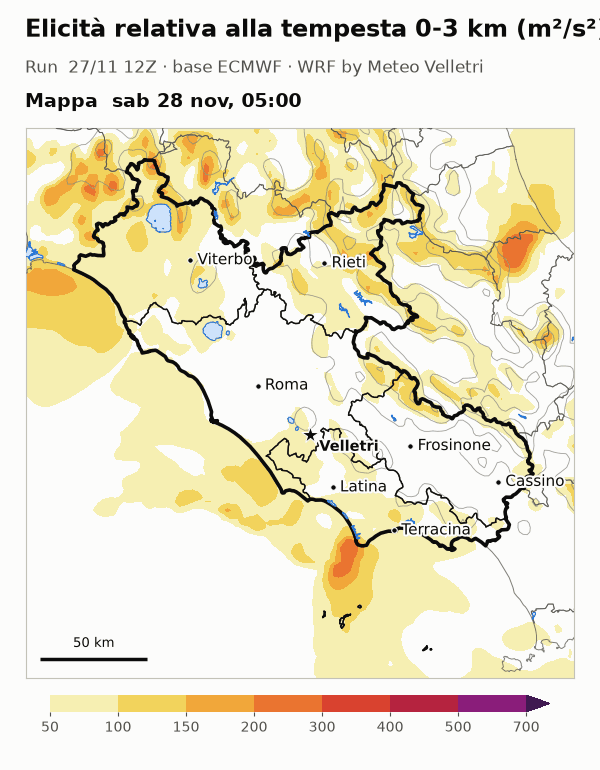 Elicità relativa alla tempesta 0-3 km (m²/s²)
Run 27/11 12Z · base ECMWF · WRF by Meteo Velletri
Mappa sab 28 nov, 05:00
Viterbo
Rieti
Roma
Velletri
Frosinone
Cassino
Latina
Terracina
50 km
50 100 150 200 300 400 500 700